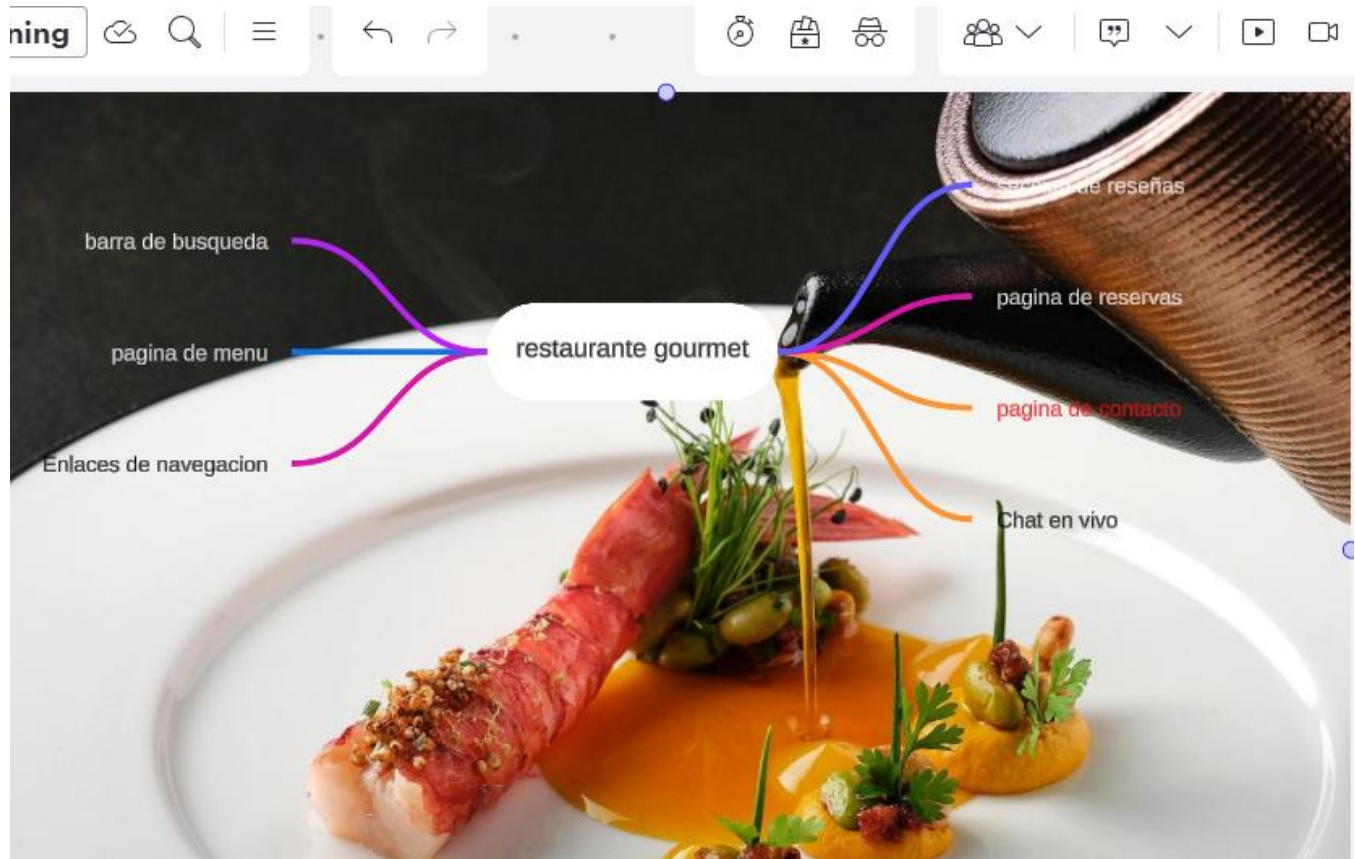 ning
barra de busqueda
pagina de menu
Enlaces de navegacion
restaurante gourmet
de reseñas
pagina de reservas
pagina de contacto
Chat en vivo